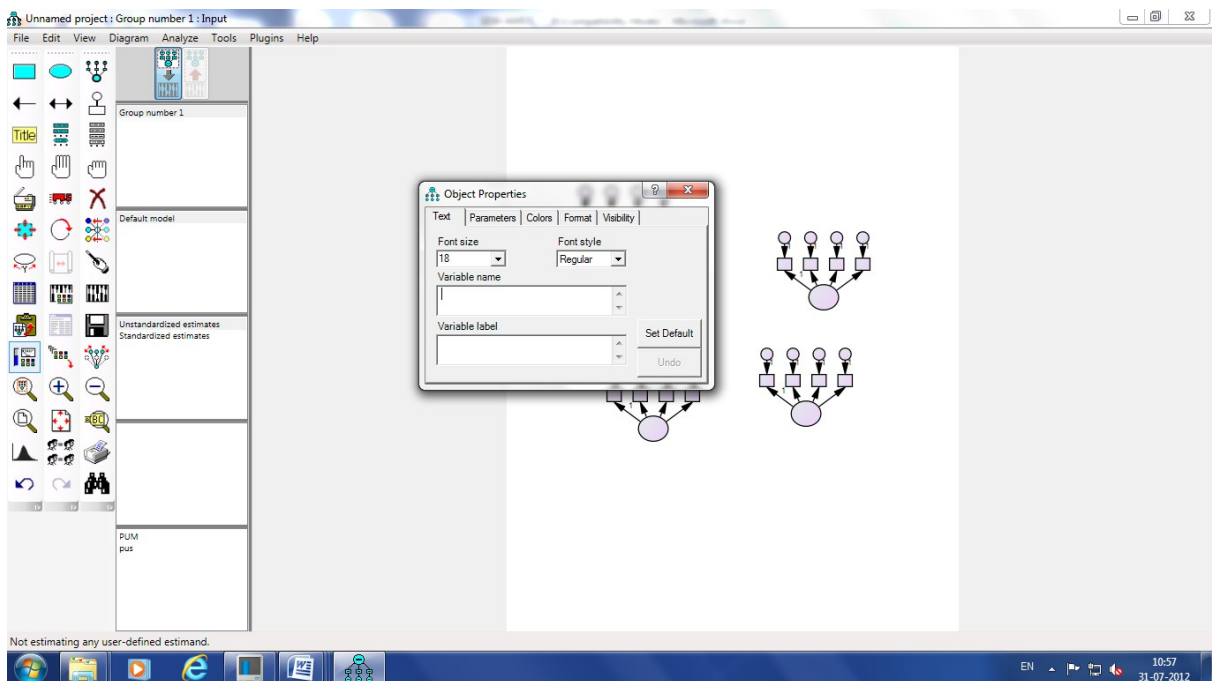 Unnamed project : Group number 1 : Input
File Edit View Diagram Analyze Tools Plugins Help
Title
Group number 1
Default model
Unstandardized estimates
Standardized estimates
PUM
pus
Object Properties
Text Parameters Colors Format Visibility
Font size Font style
18 Regular
Variable name
Variable label
Set Default
Undo
1
1
1
Not estimating any user-defined estimand.
EN 10:57
31-07-2012